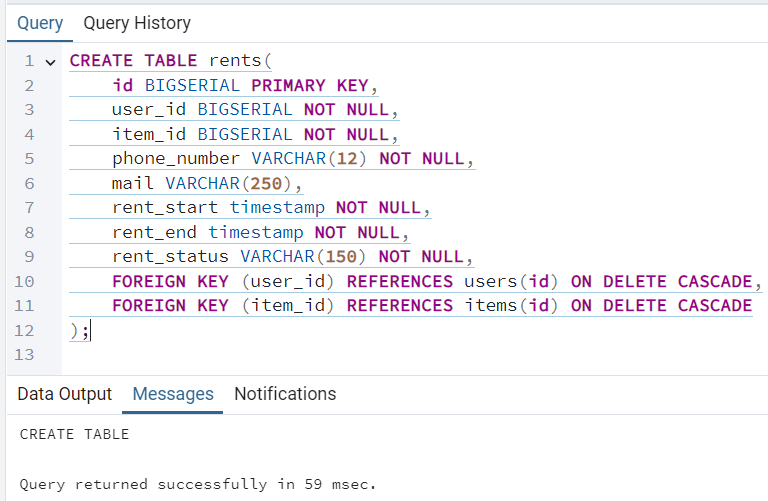 Query Query History
1 CREATE TABLE rents(
2 id BIGSERIAL PRIMARY KEY,
3 user_id BIGSERIAL NOT NULL,
4 item_id BIGSERIAL NOT NULL,
5 phone_number VARCHAR(12) NOT NULL,
6 mail VARCHAR(250),
7 rent_start timestamp NOT NULL,
8 rent_end timestamp NOT NULL,
9 rent_status VARCHAR(150) NOT NULL,
10 FOREIGN KEY (user_id) REFERENCES users(id) ON DELETE CASCADE,
11 FOREIGN KEY (item_id) REFERENCES items(id) ON DELETE CASCADE
12 );
13
Data Output Messages Notifications
CREATE TABLE
Query returned successfully in 59 msec.